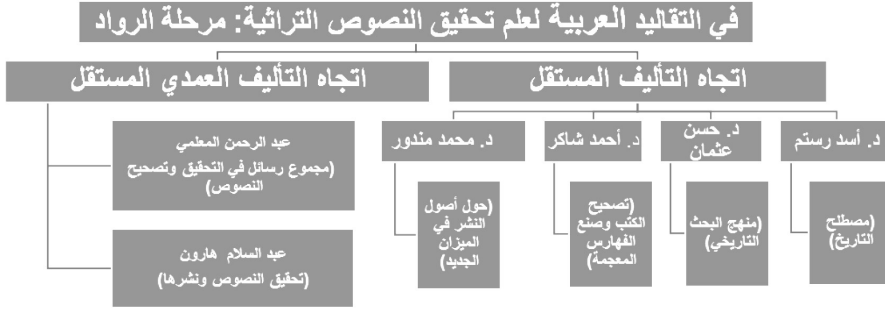 في التقاليد العربية لعلم تحقيق النصوص التراثية: مرحلة الرواد
اتجاه التأليف المستقل
د. أسد رستم
(مصطلح
التاريخ)
د. حسن
عثمان
(منهج البحث
التاريخي)
د. أحمد شاكر
(تصحيح
الكتب وصنع
الفهارس
المعجمة)
د. محمد مندور
(حول أصول
النشر في
الميزان
الجديد)
اتجاه التأليف العمدي المستقل
عبد الرحمن المعلمي
(مجموع رسائل في التحقيق وتصحيح
النصوص)
عبد السلام هارون
(تحقيق النصوص ونشرها)